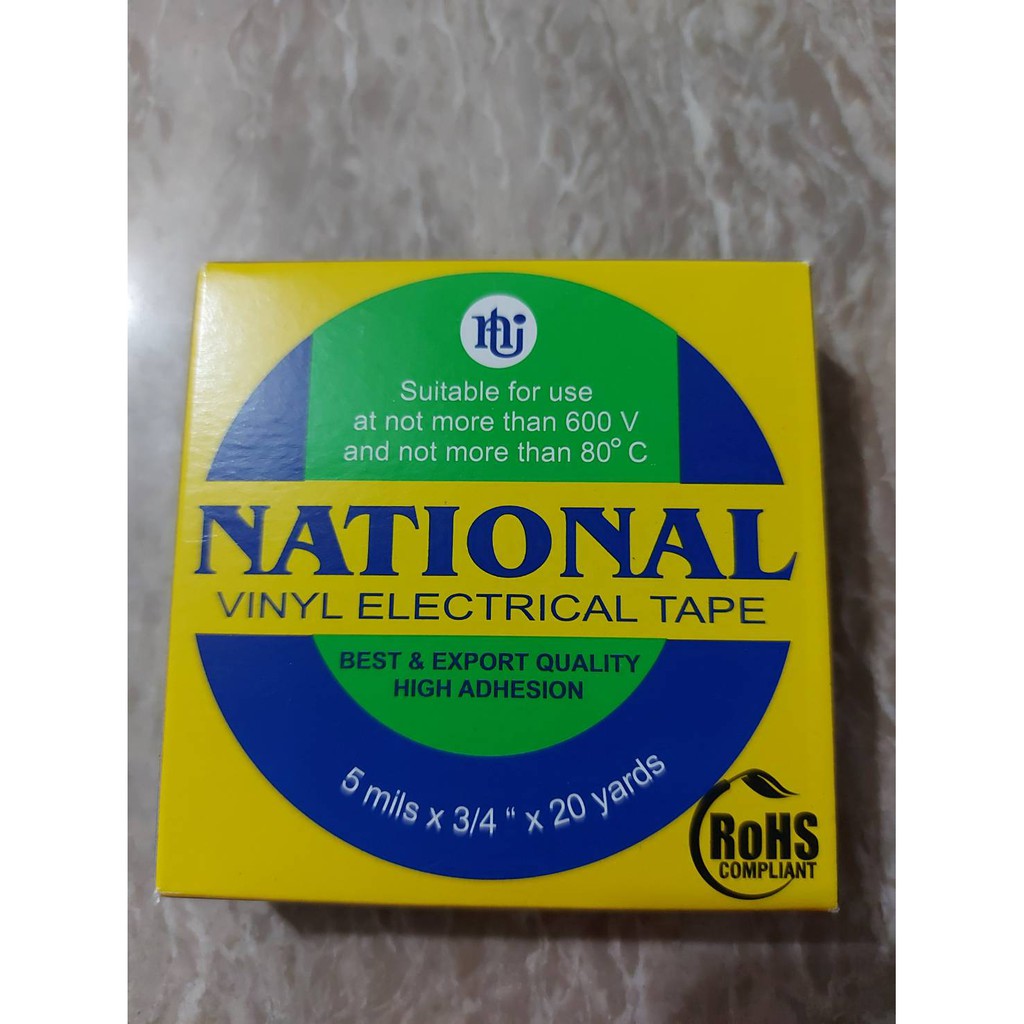 Suitable for use
at not more than 600 V
and not more than 80° C
NATIONAL
VINYL ELECTRICAL TAPE
BEST & EXPORT QUALITY
HIGH ADHESION
5 mils x 3/4 “ x 20 yards
RoHS
COMPLIANT